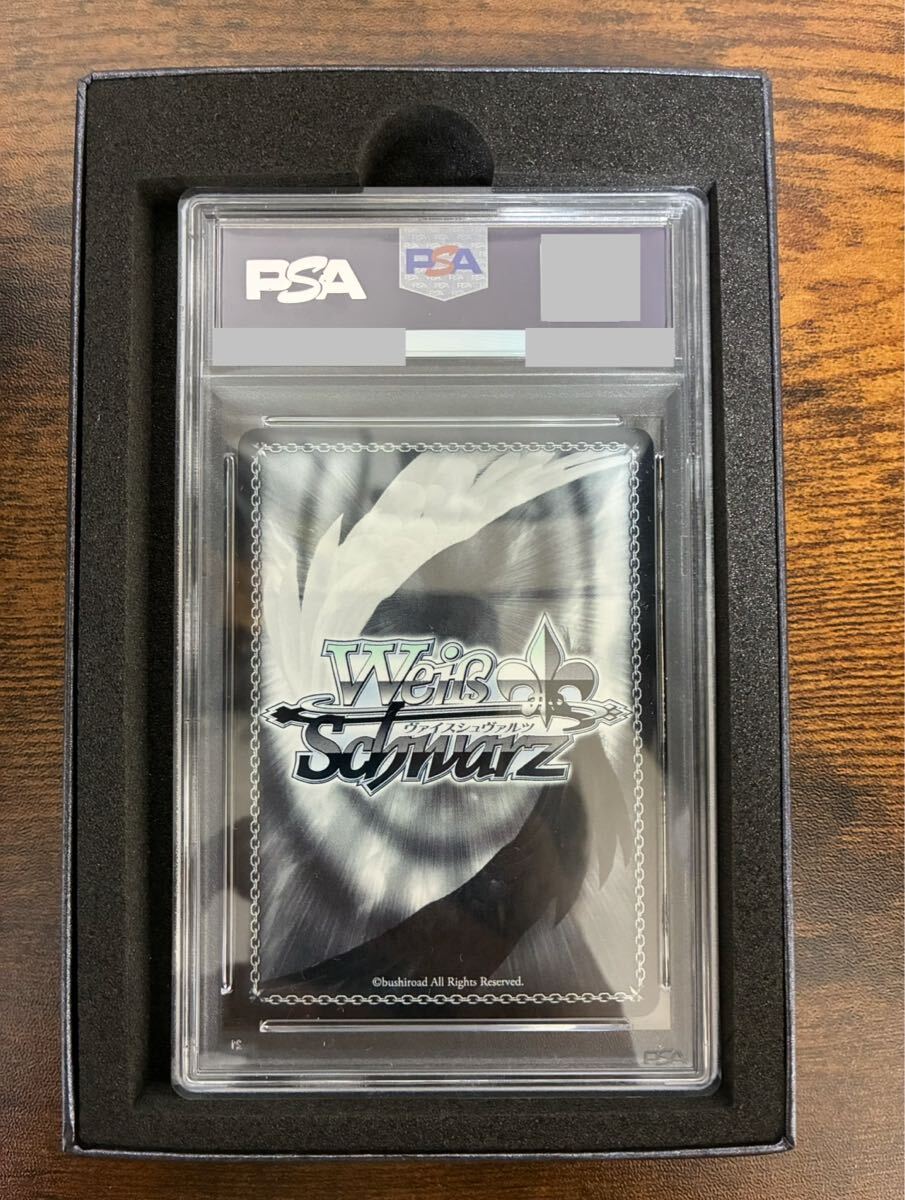 PSA
PSA
Weiß
ヴァイスシュヴァルツ
Schwarz
©bushiroad All Rights Reserved.
PSA